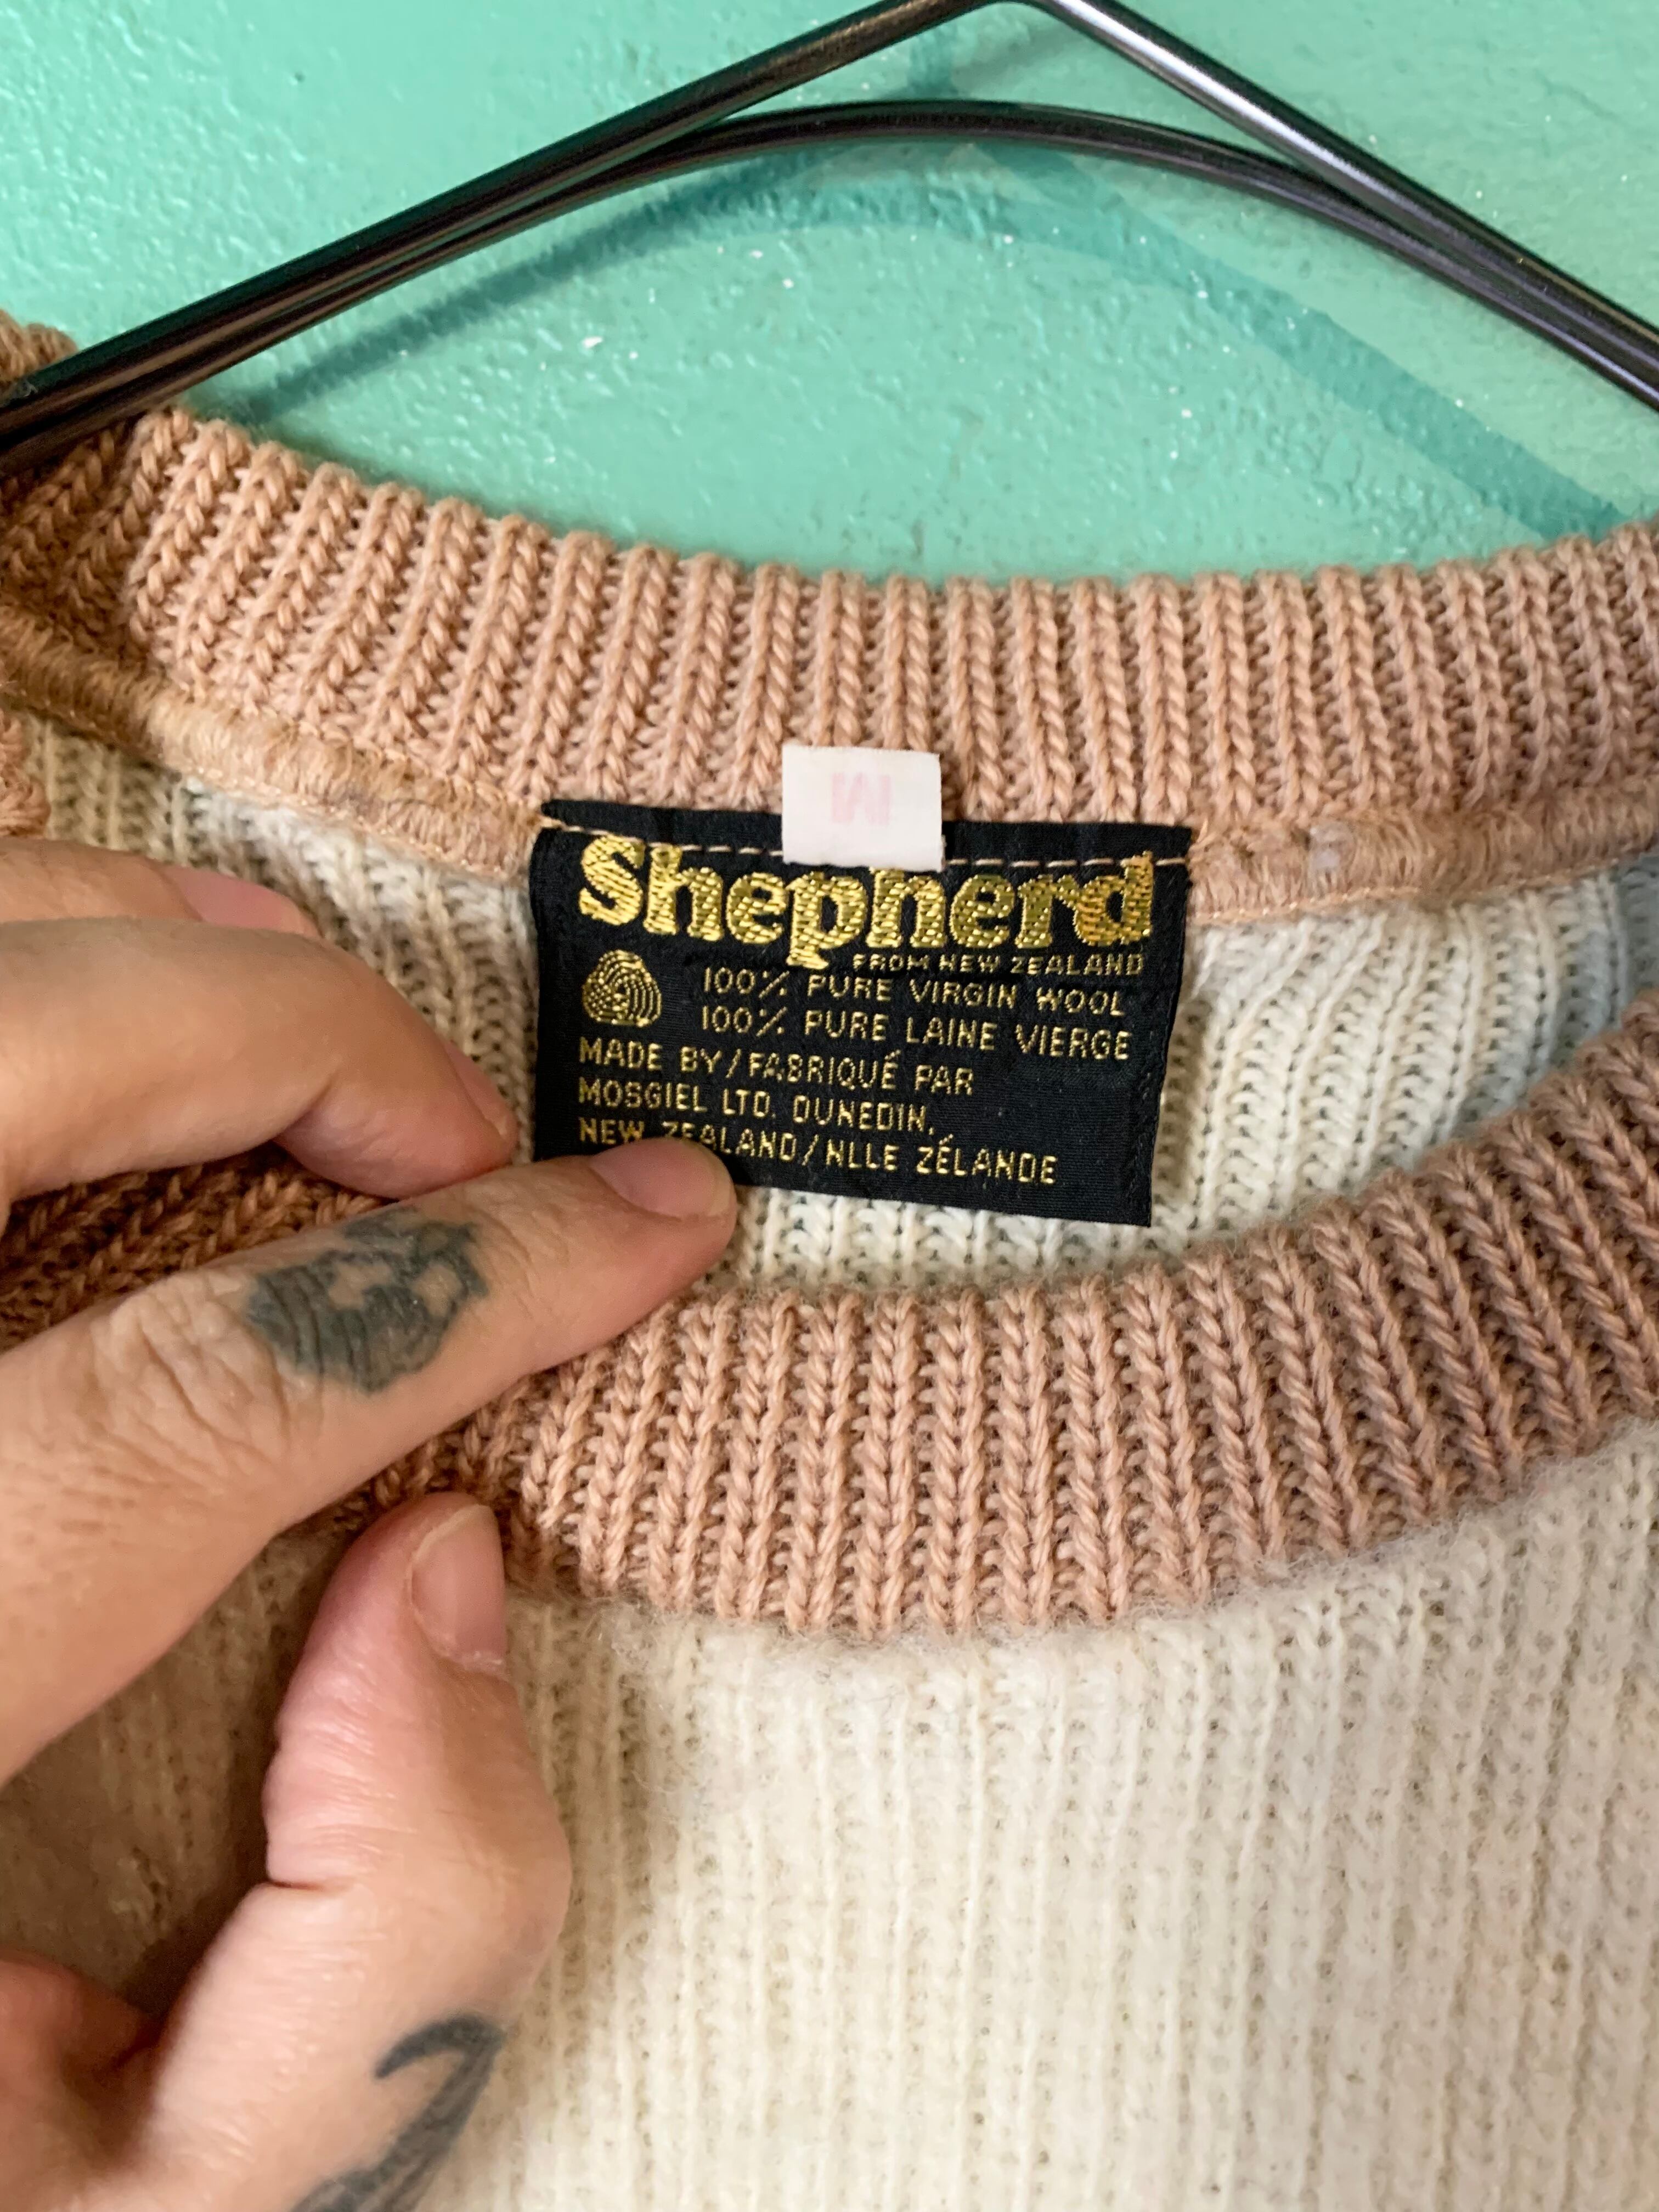 M
Shepherd
FROM NEW ZEALAND
100% PURE VIRGIN WOOL
100% PURE LAINE VIERGE
MADE BY/FABRIQUÉ PAR
MOSGIEL LTD. DUNEDIN,
NEW ZEALAND/NLLE ZÉLANDE